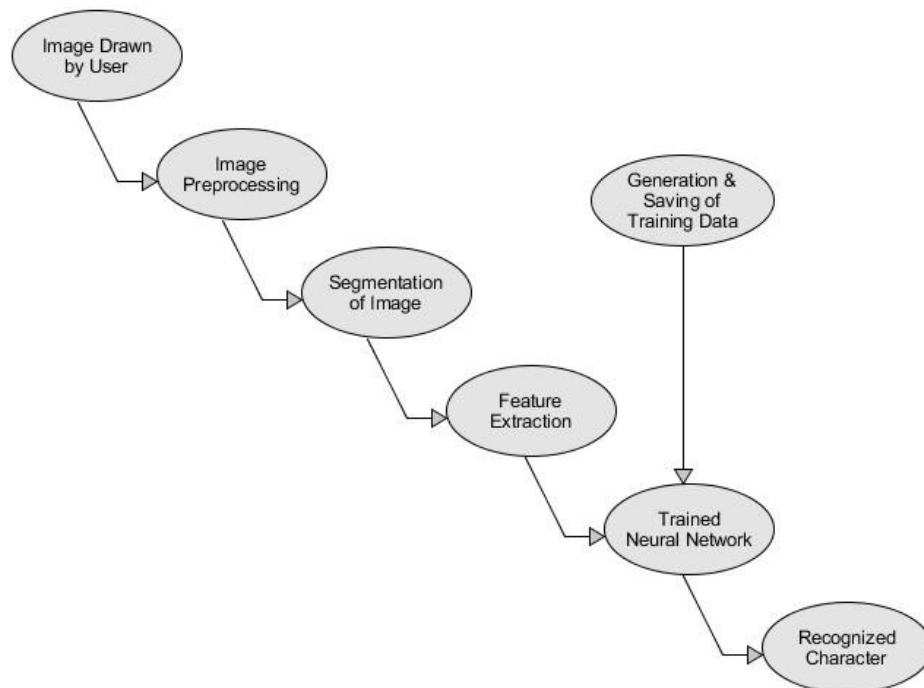 Image Drawn
by User
Image
Preprocessing
Generation &
Saving of
Training Data
Segmentation
of Image
Feature
Extraction
Trained
Neural Network
Recognized
Character